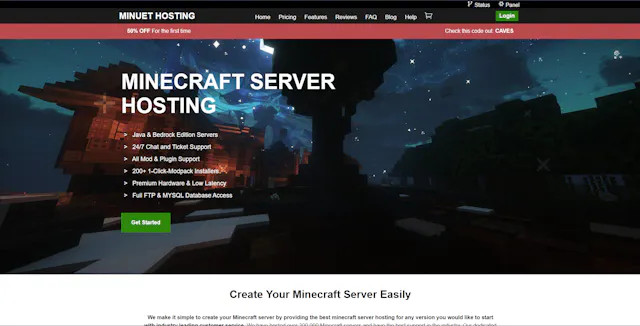 Status Panel
MINUET HOSTING Home Pricing Features Reviews FAQ Blog Help Login
50% OFF For the first time Check this code out: CAVES
MINECRAFT SERVER
HOSTING
➤ Java & Bedrock Edition Servers
➤ 24/7 Chat and Ticket Support
➤ All Mod & Plugin Support
➤ 200+ 1-Click-Modpack Installers
➤ Premium Hardware & Low Latency
➤ Full FTP & MYSQL Database Access
Get Started
Create Your Minecraft Server Easily
We make it simple to create your Minecraft server by providing the best minecraft server hosting for any version you would like to start
with industry leading customer service. We have hosted over